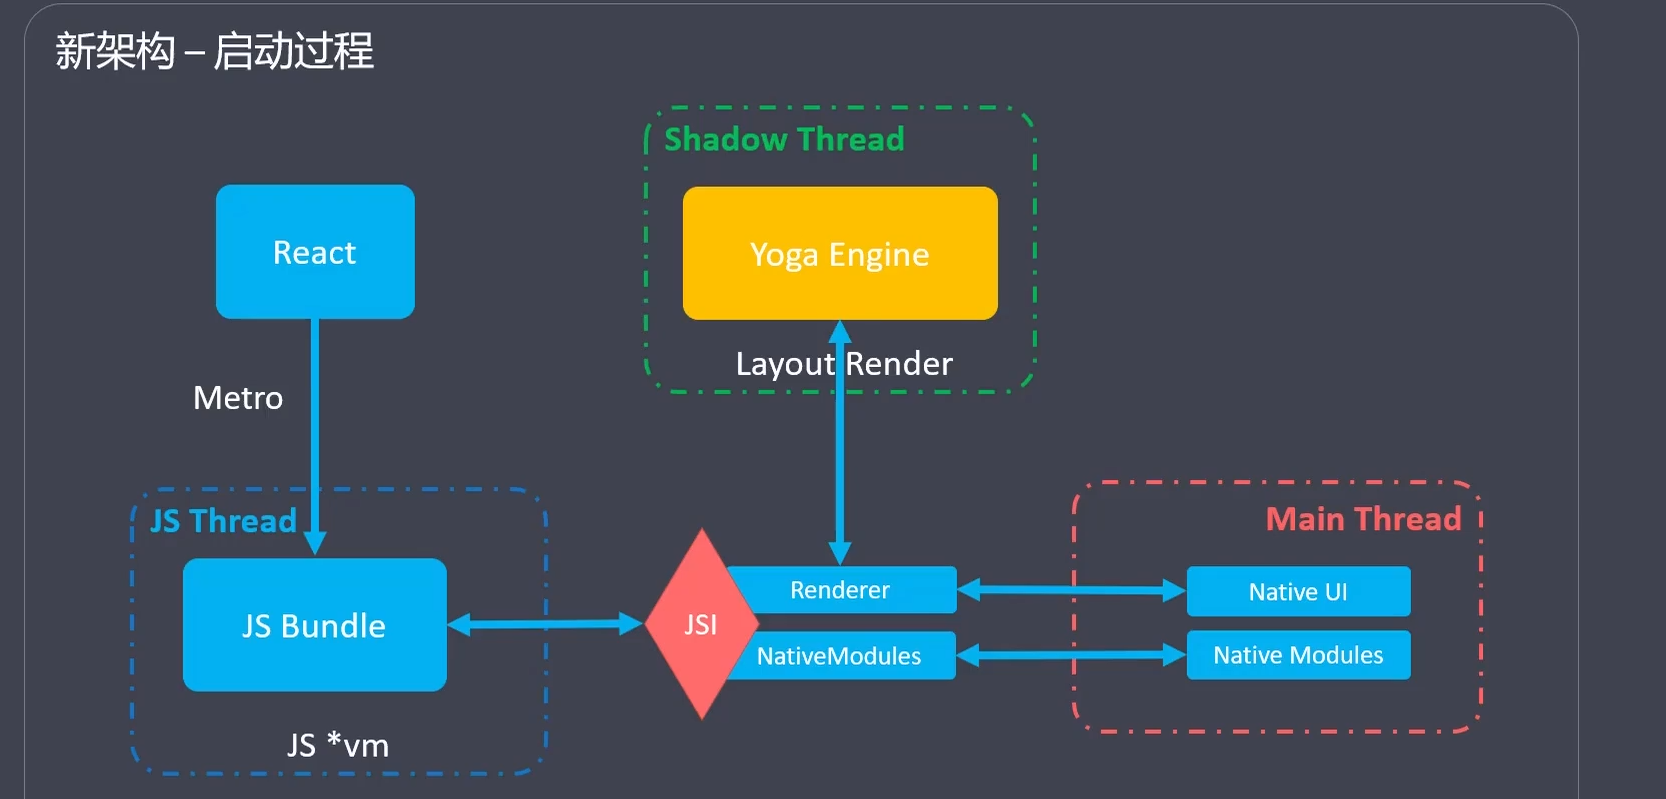 新架构 – 启动过程
Shadow Thread
React
Yoga Engine
Layout Render
Metro
JS Thread
Main Thread
JS Bundle
JSI
Renderer
Native UI
NativeModules
Native Modules
JS *vm